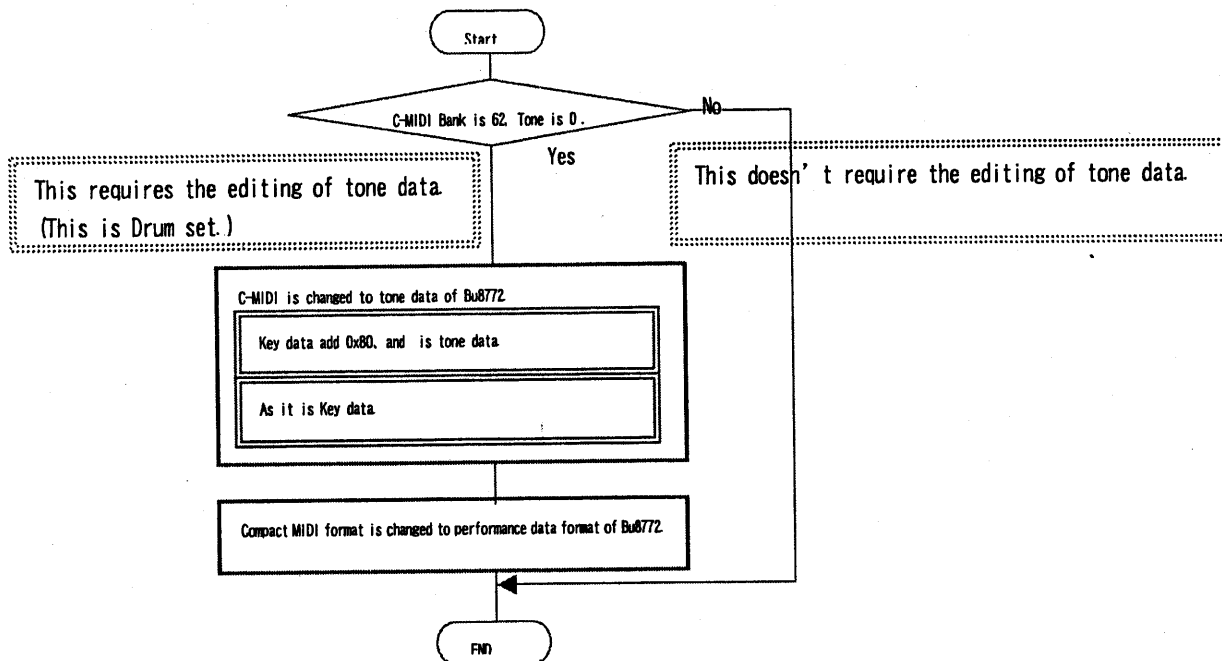 Start
C-MIDI Bank is 62, Tone is 0.
No
Yes
This requires the editing of tone data.
(This is Drum set.)
This doesn't require the editing of tone data.
C-MIDI is changed to tone data of Bu8772
Key data add 0x80, and is tone data
As it is Key data
Compact MIDI format is changed to performance data format of Bu8772.
END